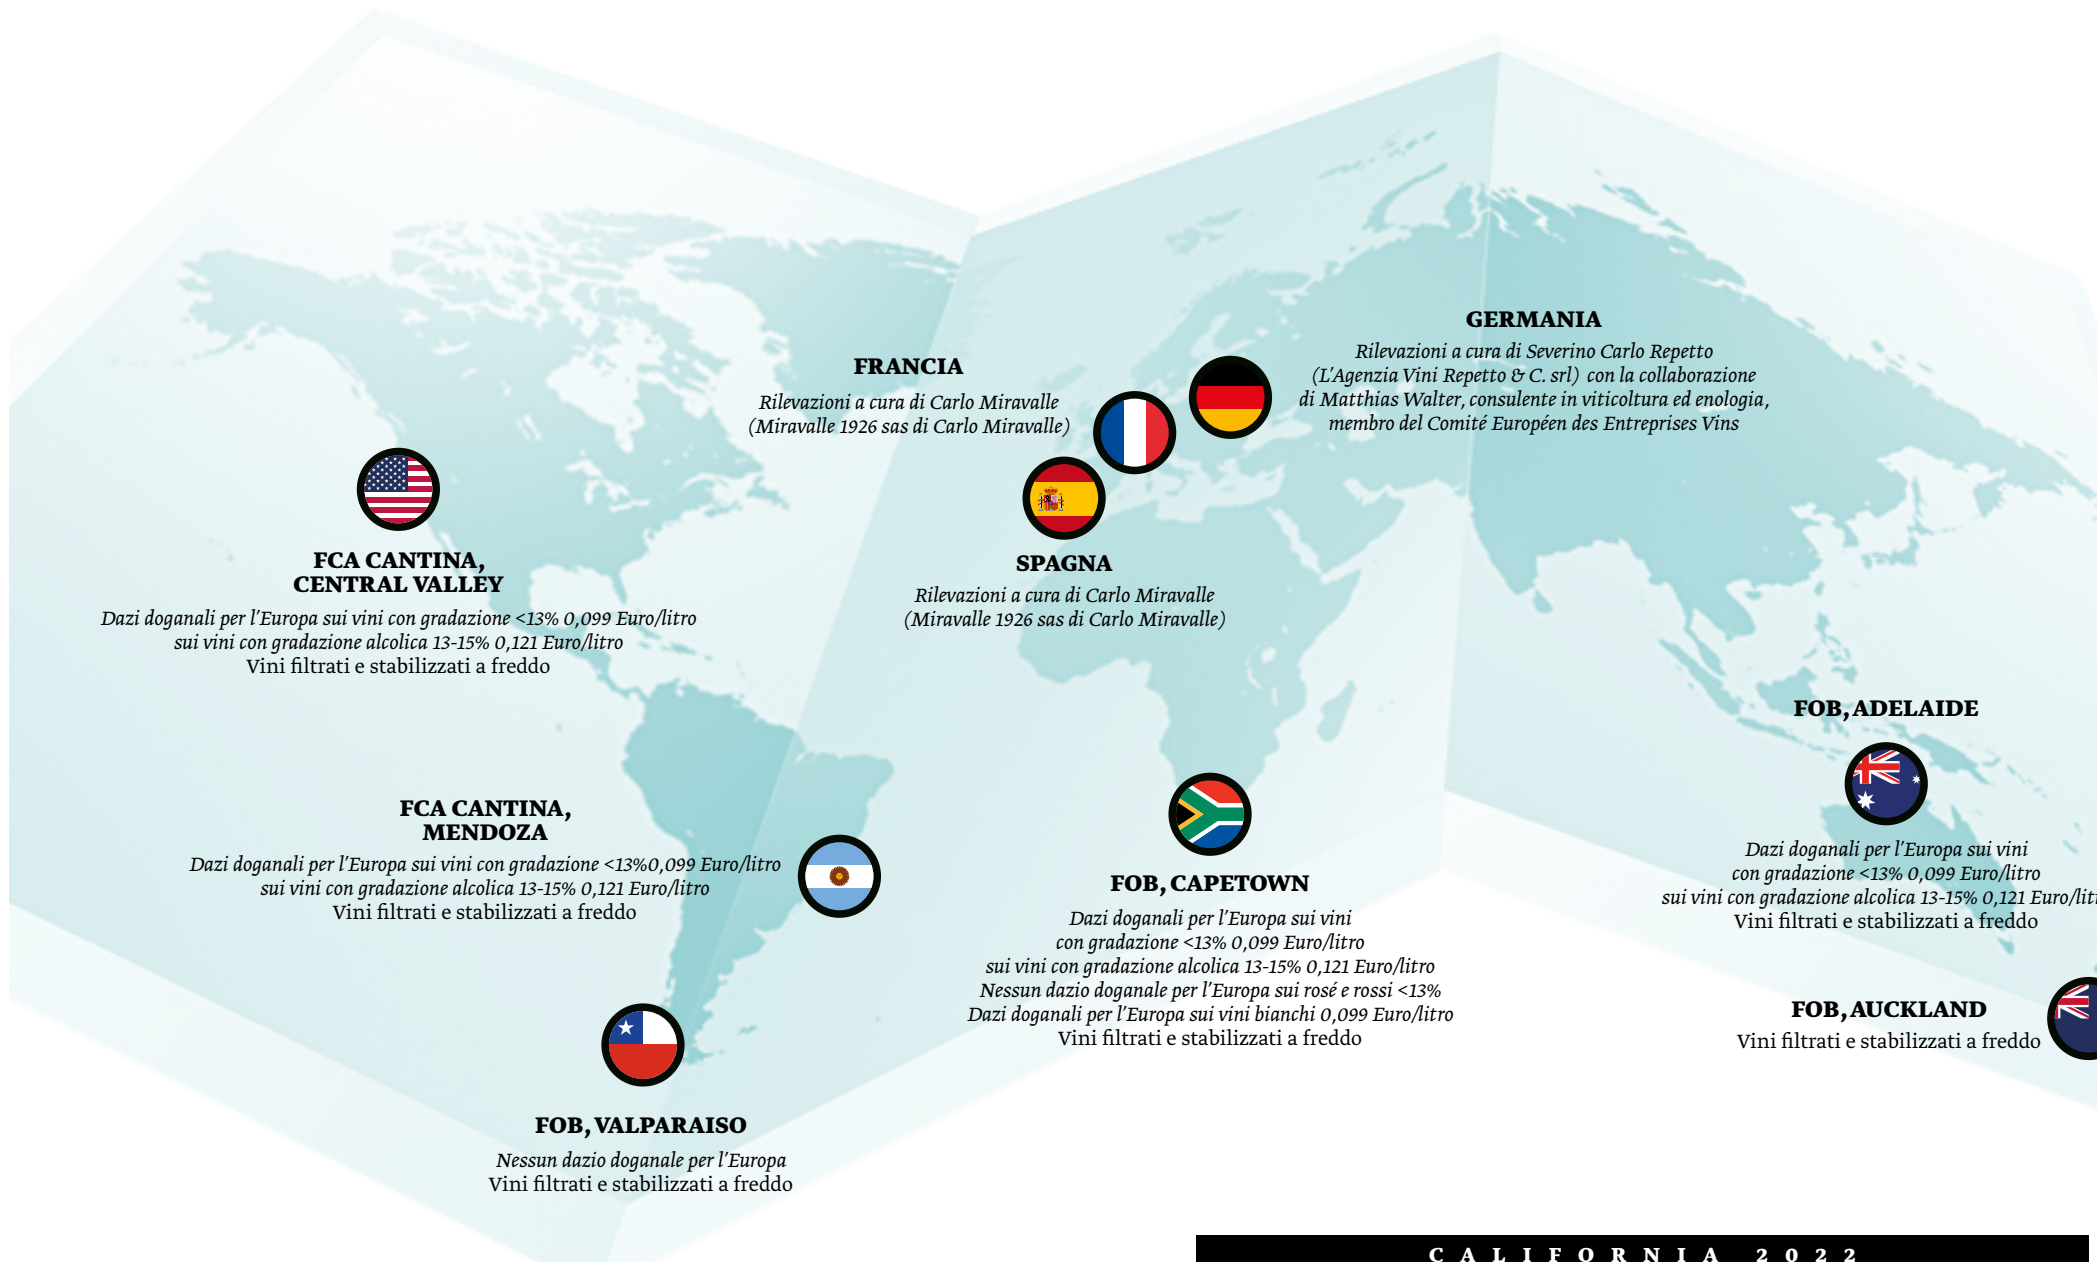 GERMANIA
Rilevazioni a cura di Severino Carlo Repetto
(L'Agenzia Vini Repetto & C. srl) con la collaborazione
di Matthias Walter, consulente in viticoltura ed enologia,
membro del Comité Européen des Entreprises Vins
FRANCIA
Rilevazioni a cura di Carlo Miravalle
(Miravalle 1926 sas di Carlo Miravalle)
FCA CANTINA,
CENTRAL VALLEY
Dazi doganali per l'Europa sui vini con gradazione <13% 0,099 Euro/litro
sui vini con gradazione alcolica 13-15% 0,121 Euro/litro
Vini filtrati e stabilizzati a freddo
SPAGNA
Rilevazioni a cura di Carlo Miravalle
(Miravalle 1926 sas di Carlo Miravalle)
FOB, ADELAIDE
Dazi doganali per l'Europa sui vini
con gradazione <13% 0,099 Euro/litro
sui vini con gradazione alcolica 13-15% 0,121
Vini filtrati e stabilizzati a freddo
FCA CANTINA,
MENDOZA
Dazi doganali per l'Europa sui vini con gradazione <13%0,099 Euro/litro
sui vini con gradazione alcolica 13-15% 0,121 Euro/litro
Vini filtrati e stabilizzati a freddo
FOB, CAPETOWN
Dazi doganali per l'Europa sui vini
con gradazione <13% 0,099 Euro/litro
sui vini con gradazione alcolica 13-15% 0,121 Euro/litro
Nessun dazio doganale per l'Europa sui rosé e rossi <13%
Dazi doganali per l'Europa sui vini bianchi 0,099 Euro/litro
Vini filtrati e stabilizzati a freddo
FOB, AUCKLAND
Vini filtrati e stabilizzati a freddo
FOB, VALPARAISO
Nessun dazio doganale per l'Europa
Vini filtrati e stabilizzati a freddo
CALIFORNIA 2022